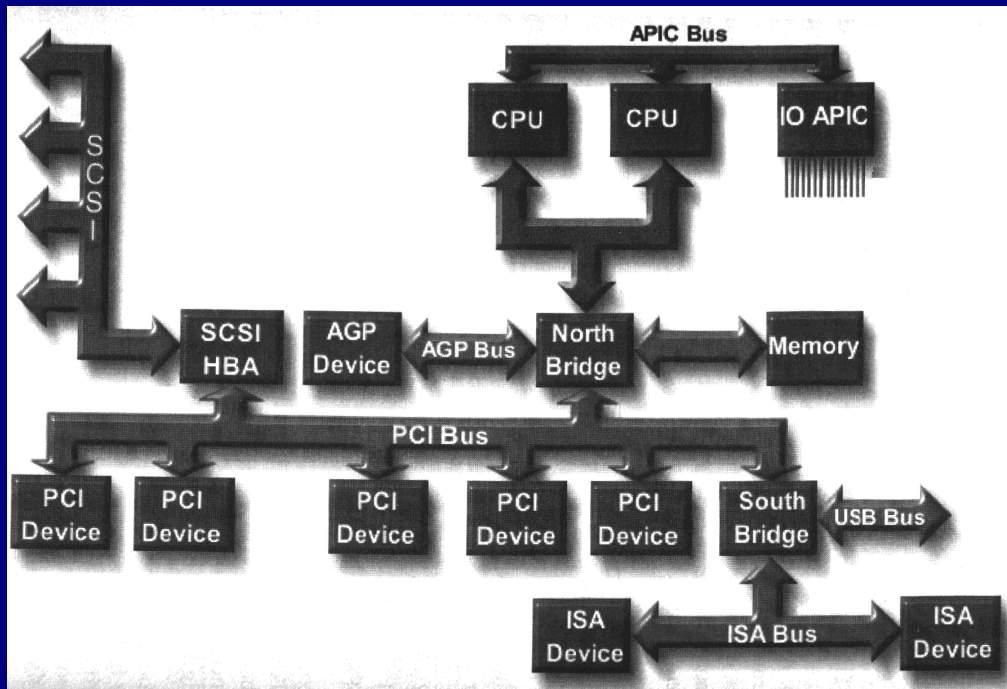 APIC Bus
CPU
CPU
IO APIC
SCSI
SCSI
HBA
AGP
Device
AGP Bus
North
Bridge
Memory
PCI Bus
PCI
Device
PCI
Device
PCI
Device
PCI
Device
PCI
Device
South
Bridge
USB Bus
ISA
Device
ISA Bus
ISA
Device